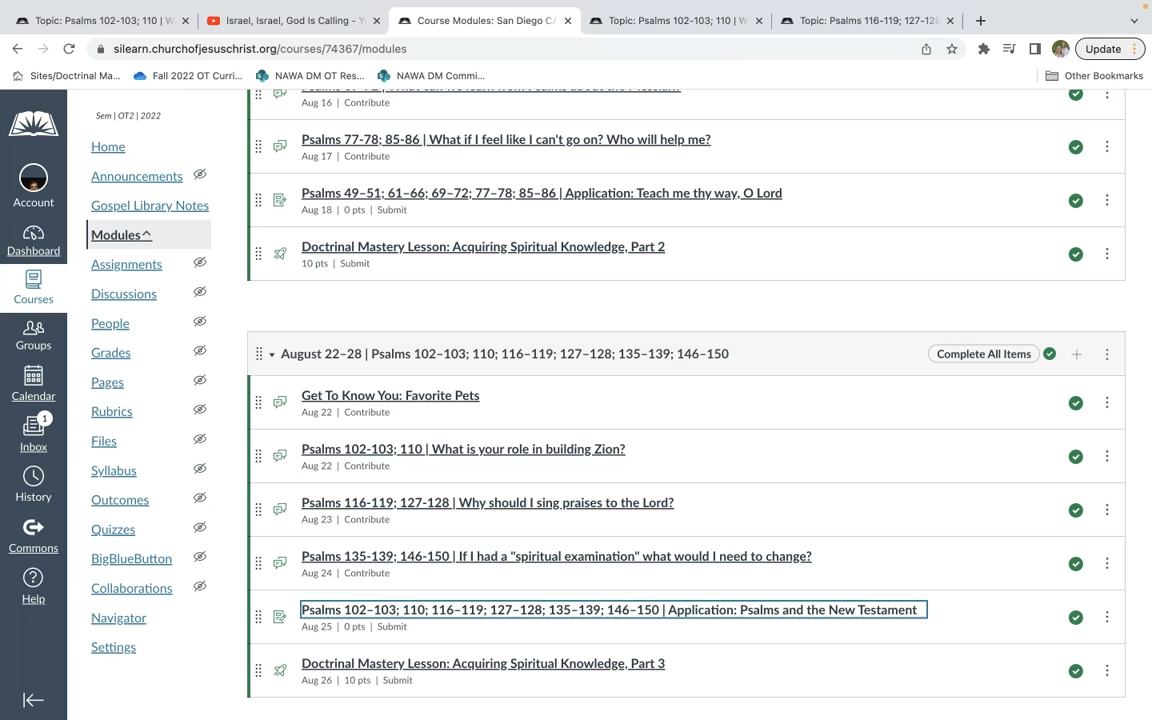 Topic: Psalms 102-103; 110 | W
Israel, Israel, God Is Calling - Y
Course Modules: San Diego CA
Topic: Psalms 102-103; 110 | W
Topic: Psalms 116-119; 127-128
silearn.churchofjesuschrist.org/courses/74367/modules
Update
Sites/Doctrinal Ma...
Fall 2022 OT Curri...
NAWA DM OT Res...
NAWA DM Commi...
Other Bookmarks
Account
Dashboard
Courses
Groups
Calendar
1
Inbox
History
Commons
Help
Sem | OT2 | 2022
Home
Announcements
Gospel Library Notes
Modules
Assignments
Discussions
People
Grades
Pages
Rubrics
Files
Syllabus
Outcomes
Quizzes
BigBlueButton
Collaborations
Navigator
Settings
Aug 16 | Contribute
Psalms 77-78; 85-86 | What if I feel like I can't go on? Who will help me?
Aug 17 | Contribute
Psalms 49–51; 61–66; 69–72; 77–78; 85–86 | Application: Teach me thy way, O Lord
Aug 18 | 0 pts | Submit
Doctrinal Mastery Lesson: Acquiring Spiritual Knowledge, Part 2
10 pts | Submit
August 22–28 | Psalms 102–103; 110; 116–119; 127–128; 135–139; 146–150
Complete All Items
Get To Know You: Favorite Pets
Aug 22 | Contribute
Psalms 102-103; 110 | What is your role in building Zion?
Aug 22 | Contribute
Psalms 116-119; 127-128 | Why should I sing praises to the Lord?
Aug 23 | Contribute
Psalms 135-139; 146-150 | If I had a "spiritual examination" what would I need to change?
Aug 24 | Contribute
Psalms 102–103; 110; 116–119; 127–128; 135–139; 146–150 | Application: Psalms and the New Testament
Aug 25 | 0 pts | Submit
Doctrinal Mastery Lesson: Acquiring Spiritual Knowledge, Part 3
Aug 26 | 10 pts | Submit